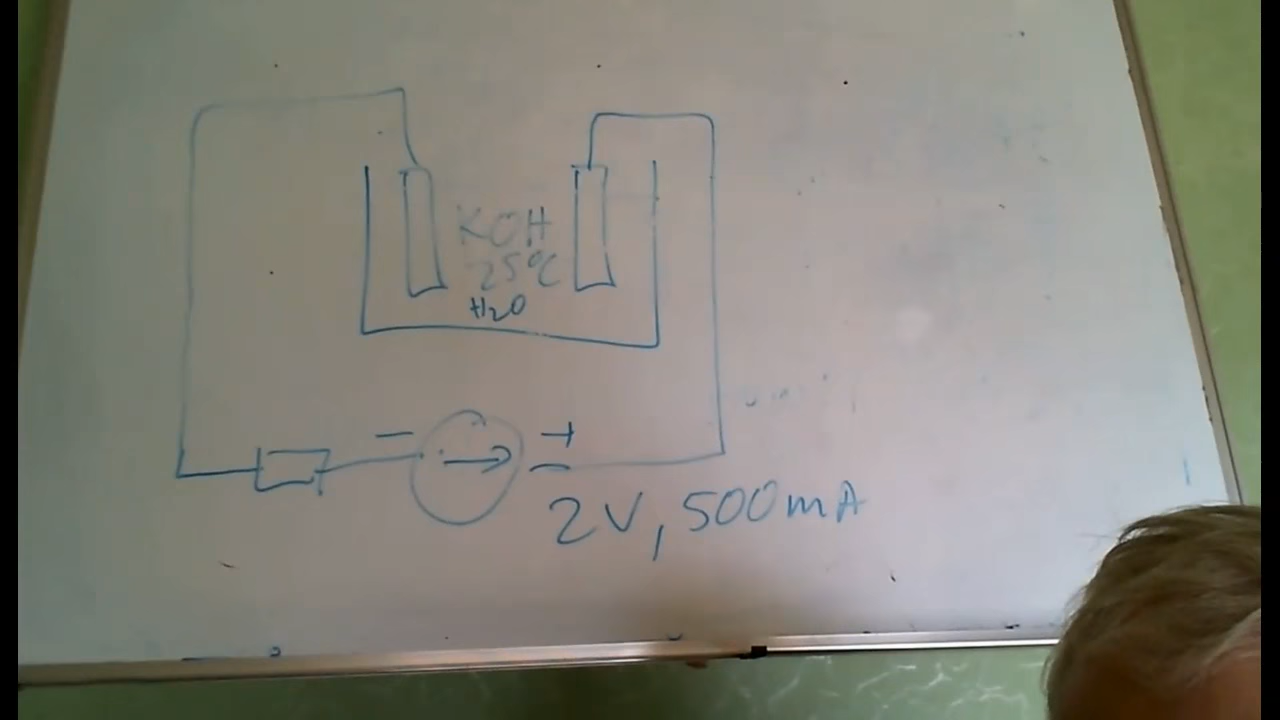 KOH
25°C
H₂O
− +
2V, 500mA